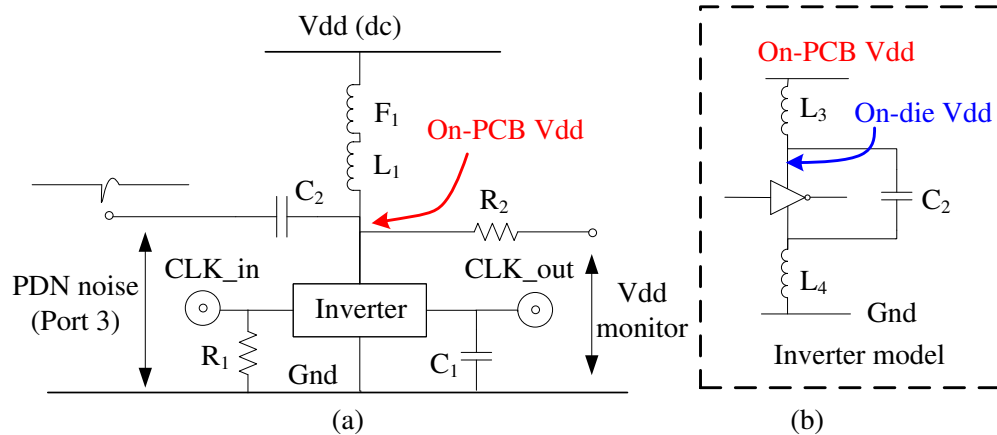 Vdd (dc)
F₁
L₁
On-PCB Vdd
C₂
R₂
CLK_in
CLK_out
PDN noise
(Port 3)
Inverter
Vdd
monitor
R₁
C₁
Gnd
(a)
On-PCB Vdd
L₃
On-die Vdd
C₂
L₄
Gnd
Inverter model
(b)